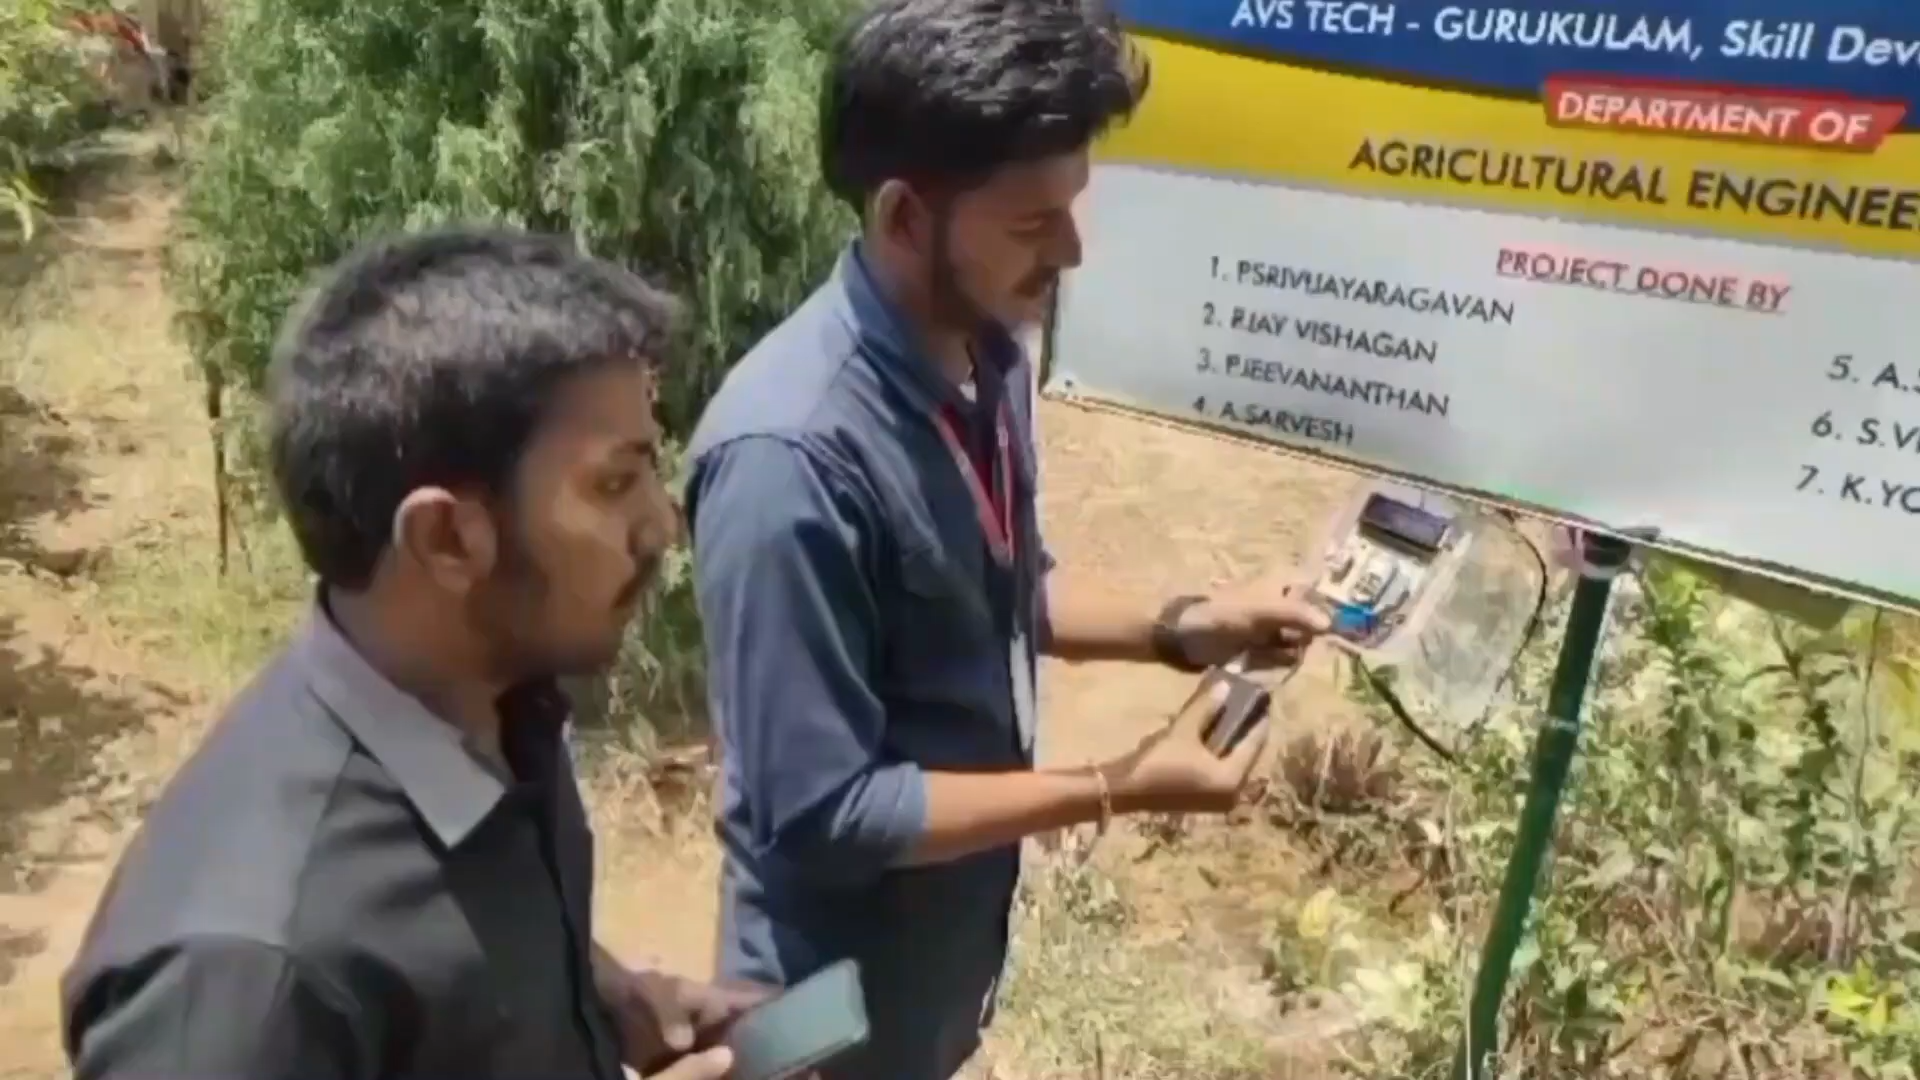 AVS TECH - GURUKULAM, Skill Dev
DEPARTMENT OF
AGRICULTURAL ENGINEE
PROJECT DONE BY
1. P.SRIVIJAYARAGAVAN
2. R.JAY VISHAGAN
3. P.JEEVANANTHAN
4. A.SARVESH
5. A.
6. S.V
7. K.YO